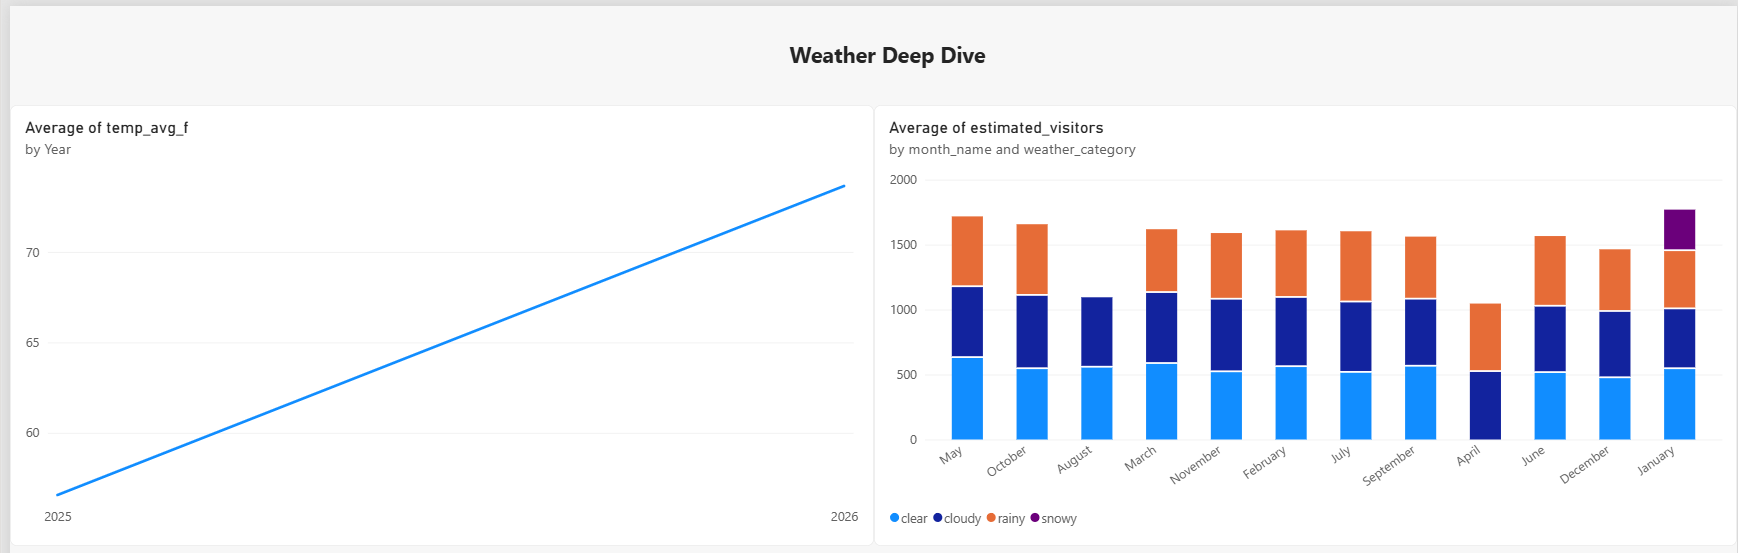 Weather Deep Dive
Average of temp_avg_f
by Year
70
65
60
2025
2026
Average of estimated_visitors
by month_name and weather_category
2000
1500
1000
500
0
May
October
August
March
November
February
July
September
April
June
December
January
clear cloudy rainy snowy